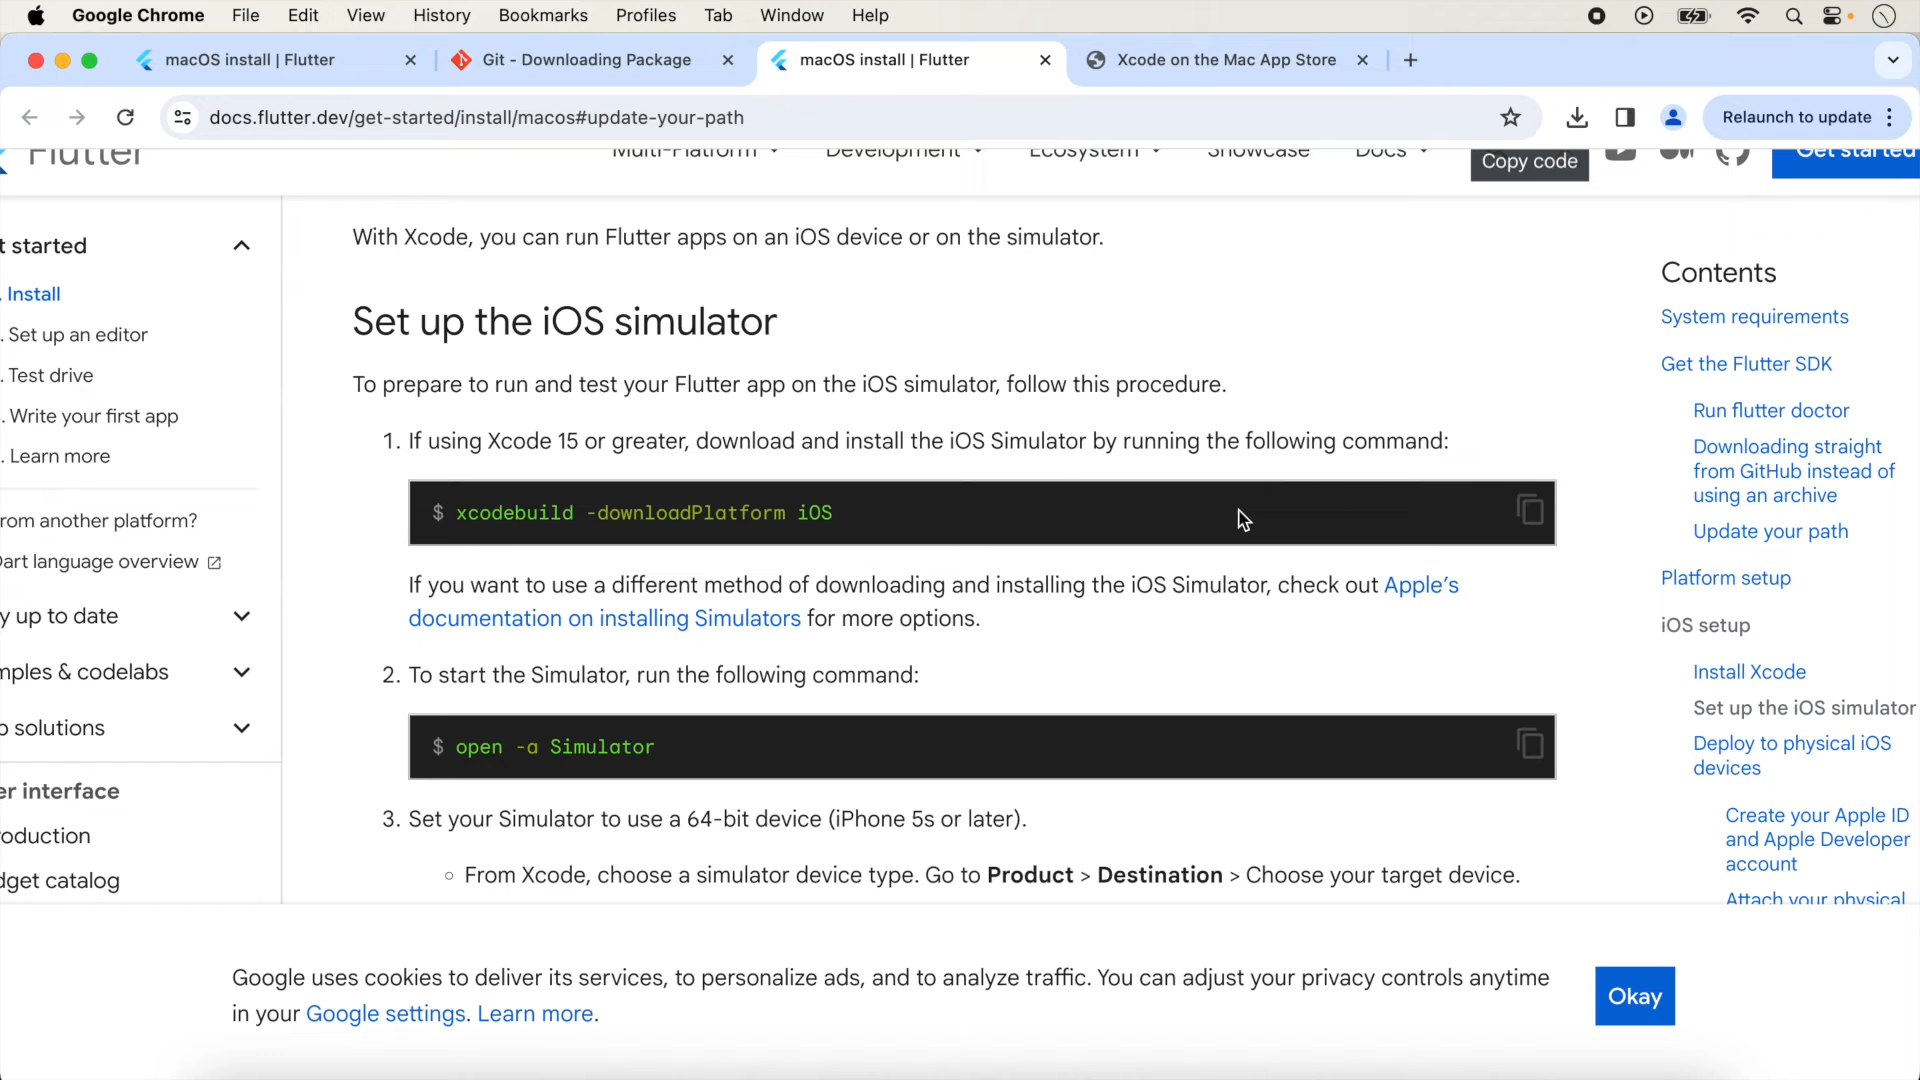 Google Chrome File Edit View History Bookmarks Profiles Tab Window Help
macOS install | Flutter Git - Downloading Package macOS install | Flutter Xcode on the Mac App Store
docs.flutter.dev/get-started/install/macos#update-your-path Relaunch to update
Flutter Multi-Platform Development Ecosystem Showcase Docs Copy code Get started
t started
. Install
. Set up an editor
. Test drive
. Write your first app
. Learn more
rom another platform?
Dart language overview
y up to date
mples & codelabs
p solutions
er interface
oduction
dget catalog
With Xcode, you can run Flutter apps on an iOS device or on the simulator.
Set up the iOS simulator
To prepare to run and test your Flutter app on the iOS simulator, follow this procedure.
1. If using Xcode 15 or greater, download and install the iOS Simulator by running the following command:
$ xcodebuild -downloadPlatform iOS
If you want to use a different method of downloading and installing the iOS Simulator, check out Apple's
documentation on installing Simulators for more options.
2. To start the Simulator, run the following command:
$ open -a Simulator
3. Set your Simulator to use a 64-bit device (iPhone 5s or later).
From Xcode, choose a simulator device type. Go to Product > Destination > Choose your target device.
Contents
System requirements
Get the Flutter SDK
Run flutter doctor
Downloading straight
from GitHub instead of
using an archive
Update your path
Platform setup
iOS setup
Install Xcode
Set up the iOS simulator
Deploy to physical iOS
devices
Create your Apple ID
and Apple Developer
account
Attach your physical
Google uses cookies to deliver its services, to personalize ads, and to analyze traffic. You can adjust your privacy controls anytime
in your Google settings. Learn more.
Okay